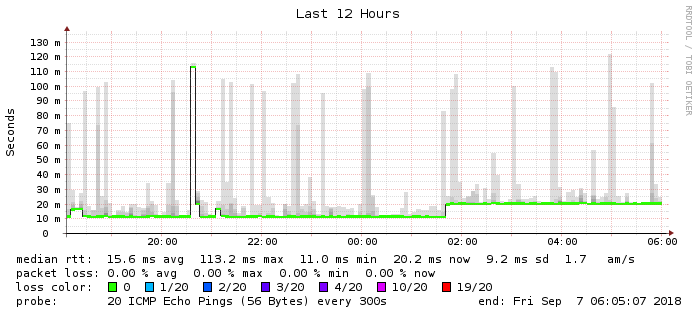 Last 12 Hours
RRDTOOL / TOBI OETIKER
Seconds
130 m
120 m
110 m
100 m
90 m
80 m
70 m
60 m
50 m
40 m
30 m
20 m
10 m
0
20:00 22:00 00:00 02:00 04:00 06:00
median rtt: 15.6 ms avg 113.2 ms max 11.0 ms min 20.2 ms now 9.2 ms sd 1.7 am/s
packet loss: 0.00 % avg 0.00 % max 0.00 % min 0.00 % now
loss color: 0 1/20 2/20 3/20 4/20 10/20 19/20
probe: 20 ICMP Echo Pings (56 Bytes) every 300s end: Fri Sep 7 06:05:07 2018